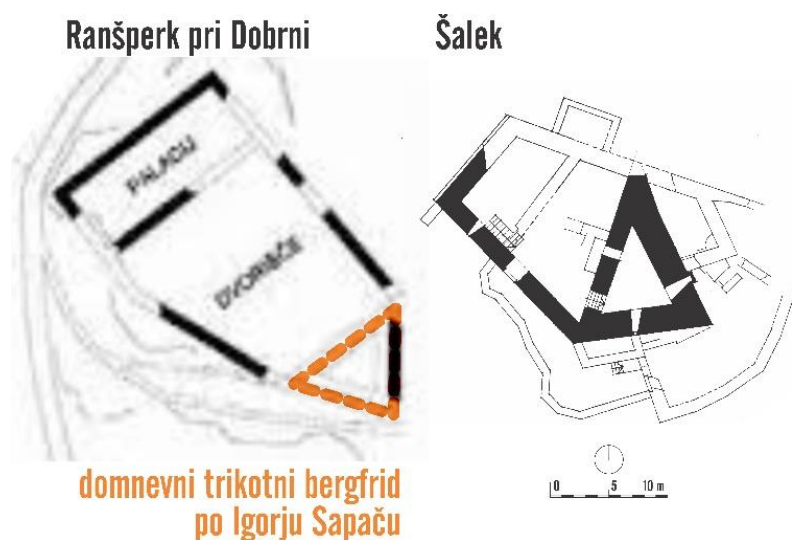 Ranšperk pri Dobrni
Šalek
PALACIJ
DVORIŠČE
domnevni trikotni bergfrid
po Igorju Sapaču
0 5 10 m